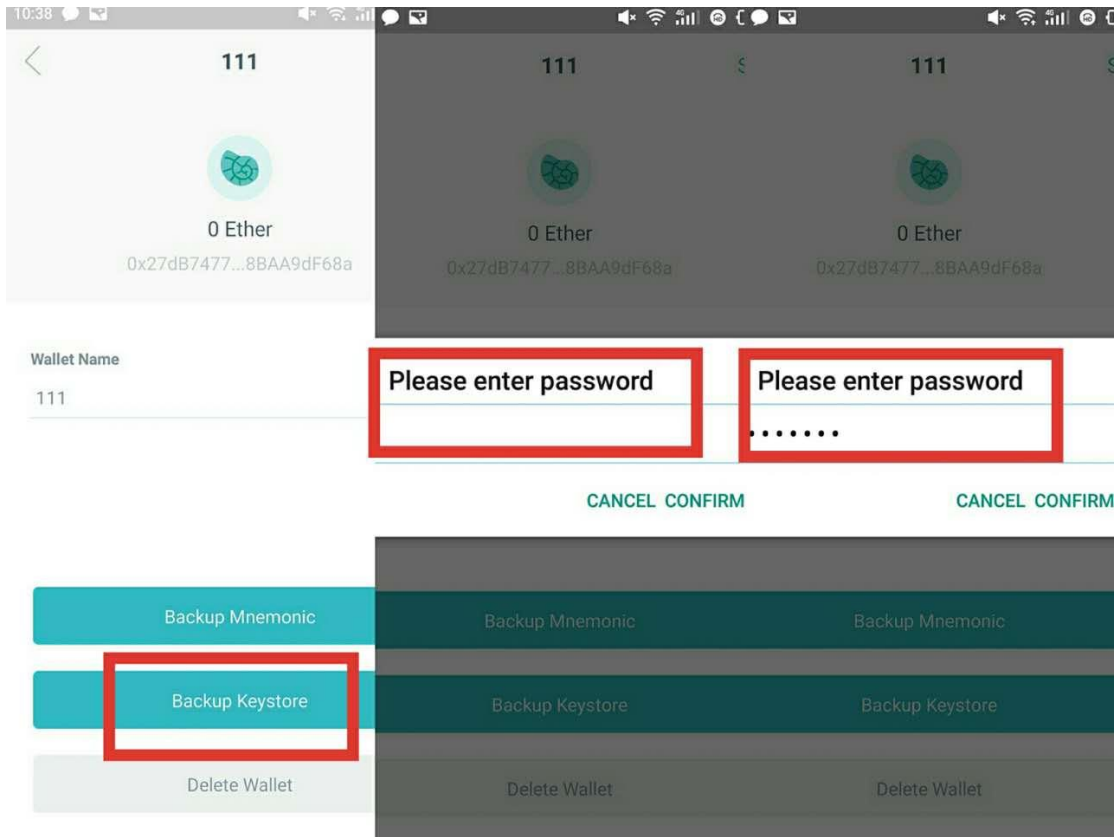 10:38
111
0 Ether
0x27dB7477...8BAA9dF68a
Wallet Name
111
Backup Mnemonic
Backup Keystore
Delete Wallet
111
S
0 Ether
0x27dB7477...8BAA9dF68a
Please enter password
CANCEL CONFIRM
Backup Mnemonic
Backup Keystore
Delete Wallet
111
S
0 Ether
0x27dB7477...8BAA9dF68a
Please enter password
.......
CANCEL CONFIRM
Backup Mnemonic
Backup Keystore
Delete Wallet